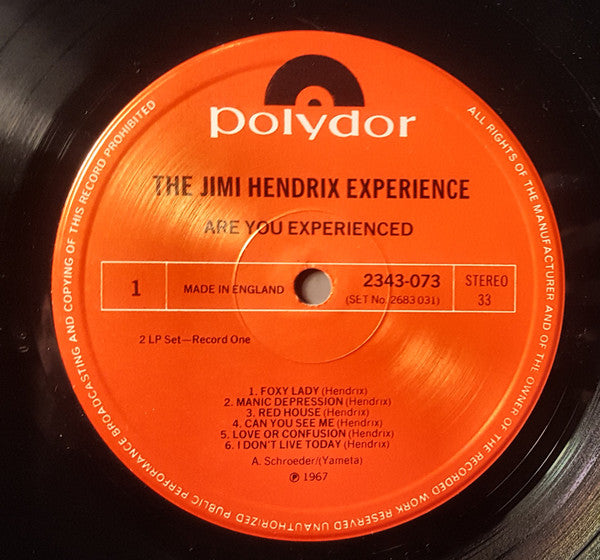 polydor
THE JIMI HENDRIX EXPERIENCE
ARE YOU EXPERIENCED
1 MADE IN ENGLAND 2343-073 STEREO
(SET No. 2683 031) 33
2 LP Set—Record One
1. FOXY LADY (Hendrix)
2. MANIC DEPRESSION (Hendrix)
3. RED HOUSE (Hendrix)
4. CAN YOU SEE ME (Hendrix)
5. LOVE OR CONFUSION (Hendrix)
6. I DON'T LIVE TODAY (Hendrix)
A. Schroeder/(Yameta)
℗ 1967
ALL RIGHTS OF THE MANUFACTURER AND OF THE OWNER OF THE RECORDED WORK RESERVED UNAUTHORIZED PUBLIC PERFORMANCE BROADCASTING AND COPYING OF THIS RECORD PROHIBITED